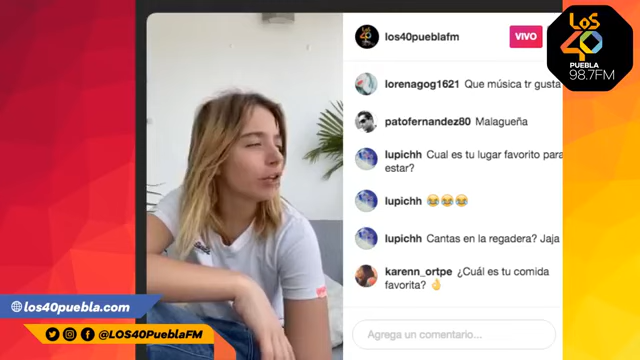 los40pueblafm
VIVO
LOS
40
PUEBLA
98.7FM
lorenagog1621 Que música tr gusta
patofernandez80 Malagueña
lupichh Cual es tu lugar favorito para
estar?
lupichh 😂😂😂
lupichh Cantas en la regadera? Jaja
karenn_ortpe ¿Cuál es tu comida
favorita? 👌
Agrega un comentario...
los40puebla.com
@LOS40PueblaFM